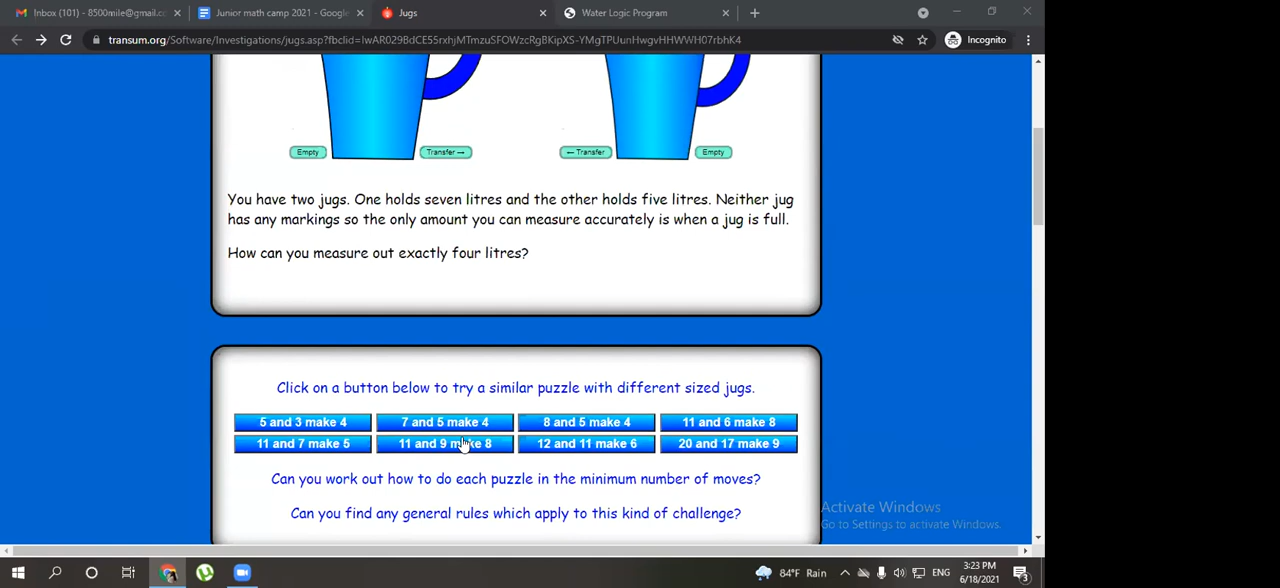 Inbox (101) - 8500mile@gmail.c
Junior math camp 2021 - Google
Jugs
Water Logic Program
transum.org/Software/Investigations/jugs.asp?fbclid=IwAR029BdCE55rxhjMTmzuSFOWzcRgBKipXS-YMgTPUunHwgvHHWWH07rbhK4
Incognito
Empty
Transfer →
← Transfer
Empty
You have two jugs. One holds seven litres and the other holds five litres. Neither jug
has any markings so the only amount you can measure accurately is when a jug is full.
How can you measure out exactly four litres?
Click on a button below to try a similar puzzle with different sized jugs.
5 and 3 make 4
7 and 5 make 4
8 and 5 make 4
11 and 6 make 8
11 and 7 make 5
11 and 9 make 8
12 and 11 make 6
20 and 17 make 9
Can you work out how to do each puzzle in the minimum number of moves?
Can you find any general rules which apply to this kind of challenge?
Activate Windows
Go to Settings to activate Windows.
84°F Rain
ENG
3:23 PM
6/18/2021
3